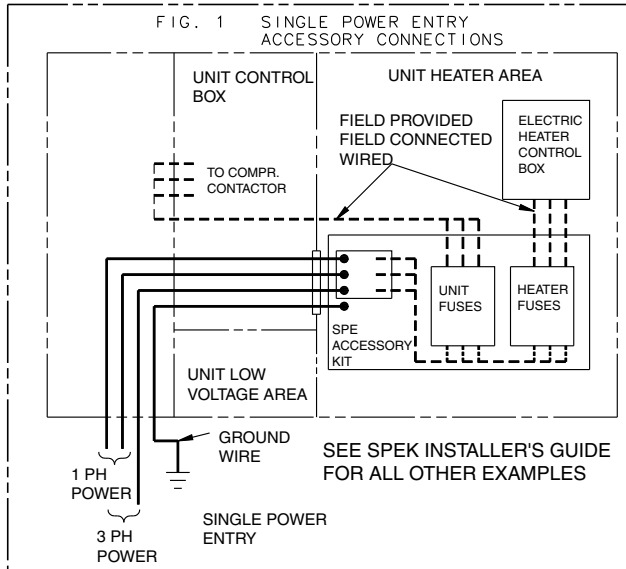 FIG. 1 SINGLE POWER ENTRY
ACCESSORY CONNECTIONS
UNIT CONTROL
BOX
UNIT HEATER AREA
FIELD PROVIDED
FIELD CONNECTED
WIRED
ELECTRIC
HEATER
CONTROL
BOX
TO COMPR.
CONTACTOR
UNIT
FUSES
HEATER
FUSES
SPE
ACCESSORY
KIT
UNIT LOW
VOLTAGE AREA
GROUND
WIRE
SEE SPEK INSTALLER'S GUIDE
FOR ALL OTHER EXAMPLES
1 PH
POWER
3 PH
POWER
SINGLE POWER
ENTRY